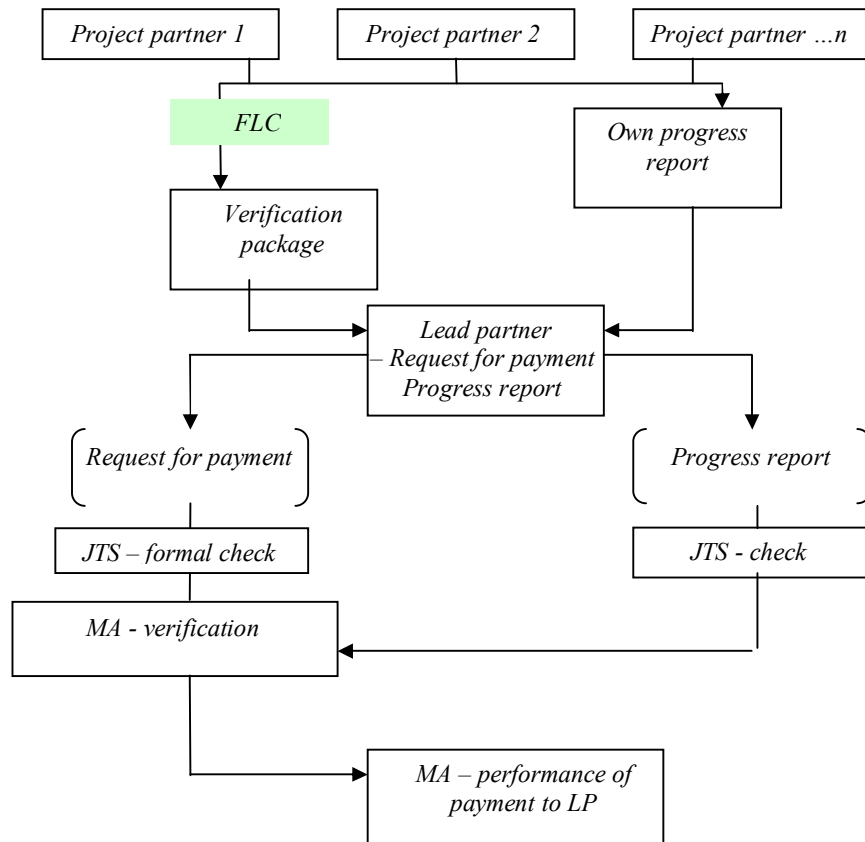 Project partner 1
Project partner 2
Project partner …n
FLC
Own progress
report
Verification
package
Lead partner
– Request for payment
Progress report
Request for payment
Progress report
JTS – formal check
JTS - check
MA - verification
MA – performance of
payment to LP